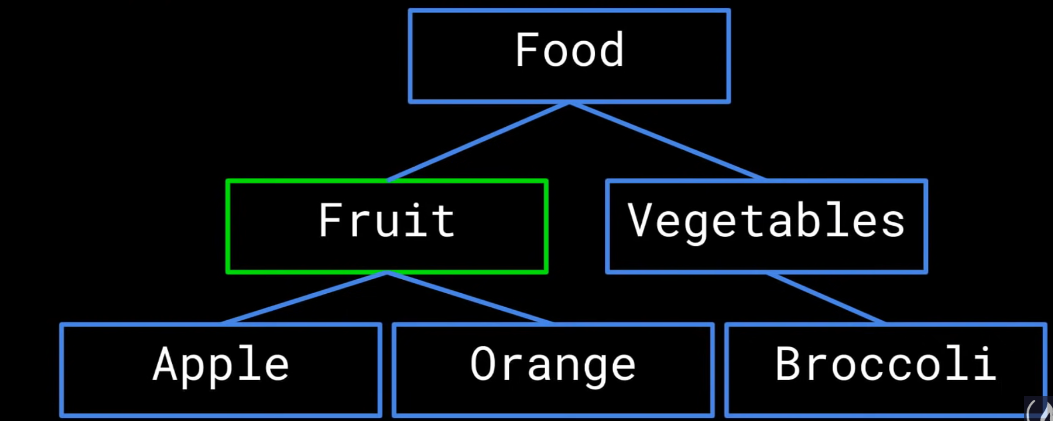 Food
Fruit
Vegetables
Apple
Orange
Broccoli